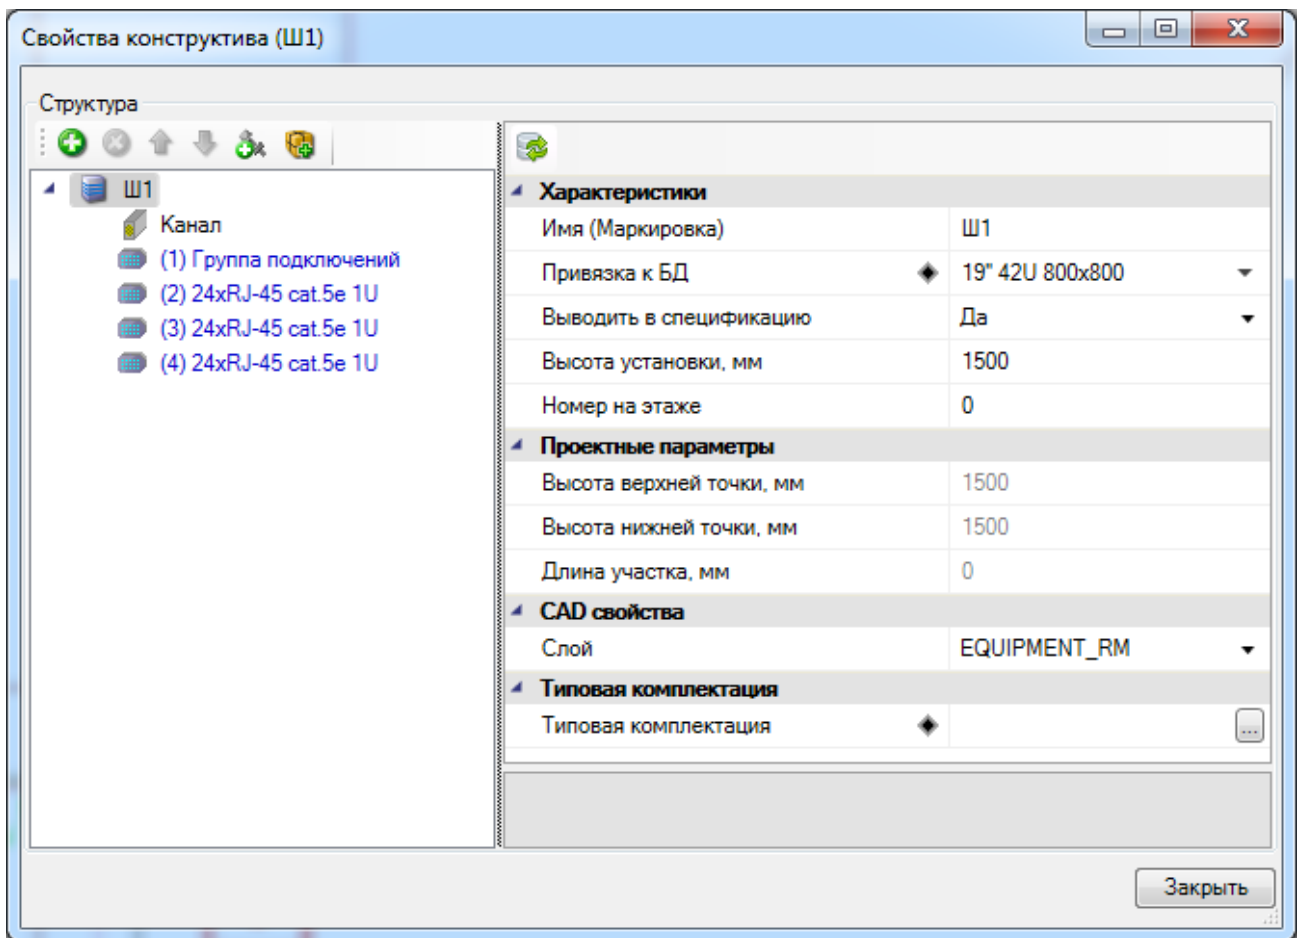 Свойства конструктива (Ш1)
Структура
Ш1
Канал
(1) Группа подключений
(2) 24xRJ-45 cat.5e 1U
(3) 24xRJ-45 cat.5e 1U
(4) 24xRJ-45 cat.5e 1U
Характеристики
Имя (Маркировка) Ш1
Привязка к БД 19" 42U 800x800
Выводить в спецификацию Да
Высота установки, мм 1500
Номер на этаже 0
Проектные параметры
Высота верхней точки, мм 1500
Высота нижней точки, мм 1500
Длина участка, мм 0
CAD свойства
Слой EQUIPMENT_RM
Типовая комплектация
Типовая комплектация ...
Закрыть